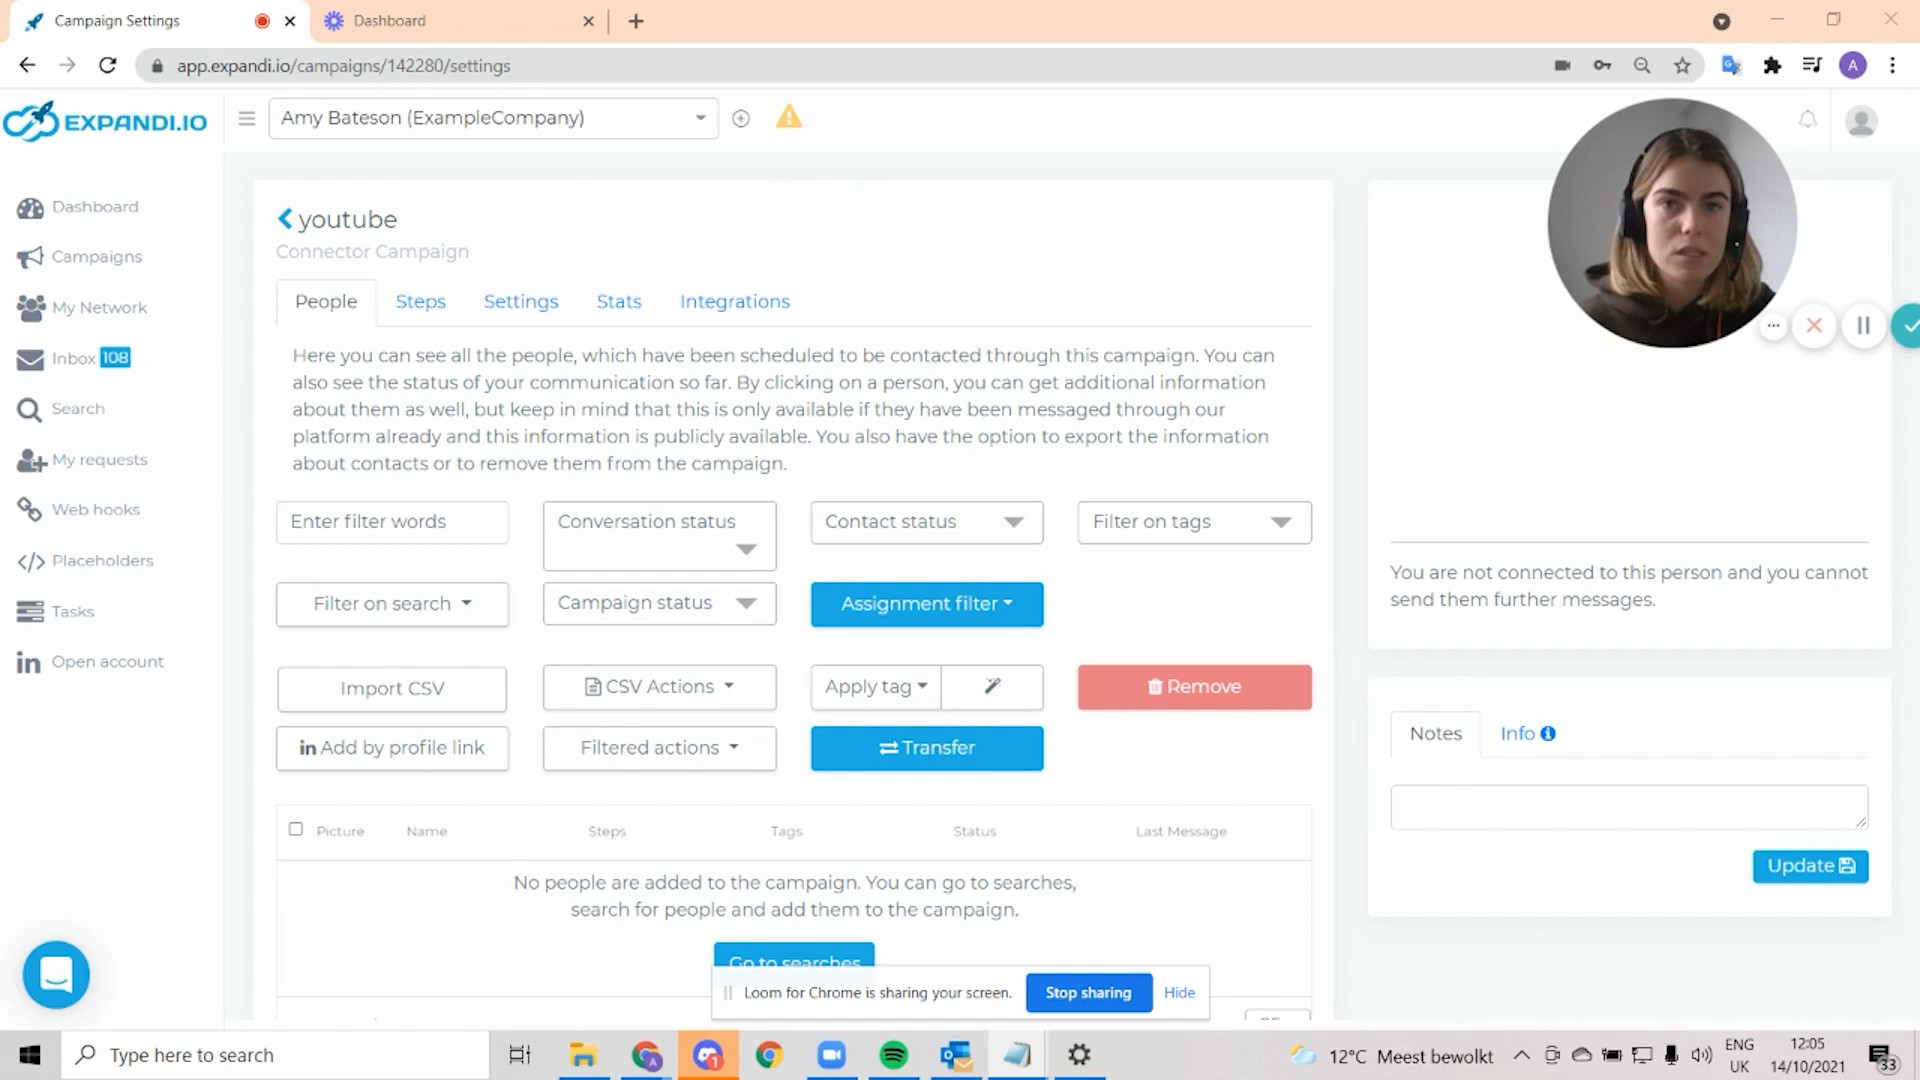 Campaign Settings
Dashboard
app.expandi.io/campaigns/142280/settings
A
EXPANDI.IO
Amy Bateson (ExampleCompany)
Dashboard
Campaigns
My Network
Inbox 108
Search
My requests
Web hooks
Placeholders
Tasks
Open account
youtube
Connector Campaign
People
Steps
Settings
Stats
Integrations
Here you can see all the people, which have been scheduled to be contacted through this campaign. You can
also see the status of your communication so far. By clicking on a person, you can get additional information
about them as well, but keep in mind that this is only available if they have been messaged through our
platform already and this information is publicly available. You also have the option to export the information
about contacts or to remove them from the campaign.
Enter filter words
Conversation status
Contact status
Filter on tags
Filter on search
Campaign status
Assignment filter
Import CSV
CSV Actions
Apply tag
Remove
Add by profile link
Filtered actions
Transfer
Picture
Name
Steps
Tags
Status
Last Message
No people are added to the campaign. You can go to searches,
search for people and add them to the campaign.
Go to searches
You are not connected to this person and you cannot
send them further messages.
Notes
Info
Update
Loom for Chrome is sharing your screen.
Stop sharing
Hide
Type here to search
A
1
12°C Meest bewolkt
ENG
UK
12:05
14/10/2021
33